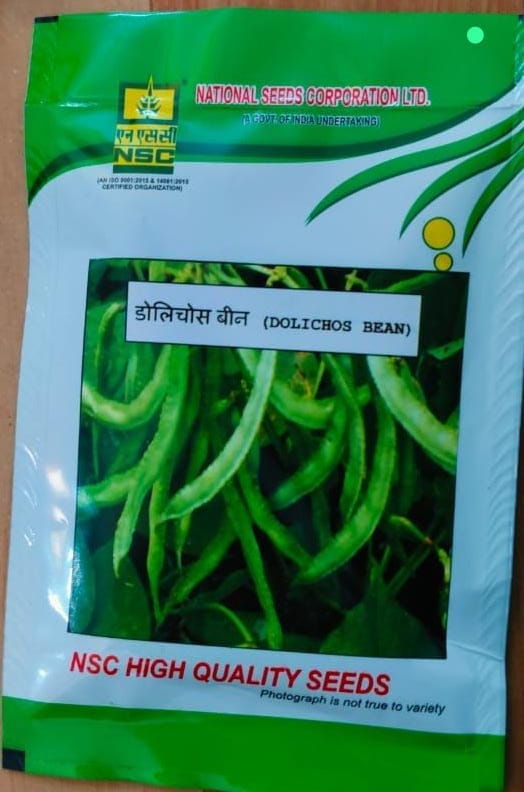 NATIONAL SEEDS CORPORATION LTD.
(A GOVT. OF INDIA UNDERTAKING)
एन एस सी
NSC
(AN ISO 9001:2015 & 14001:2015
CERTIFIED ORGANIZATION)
डोलिचोस बीन (DOLICHOS BEAN)
NSC HIGH QUALITY SEEDS
Photograph is not true to variety